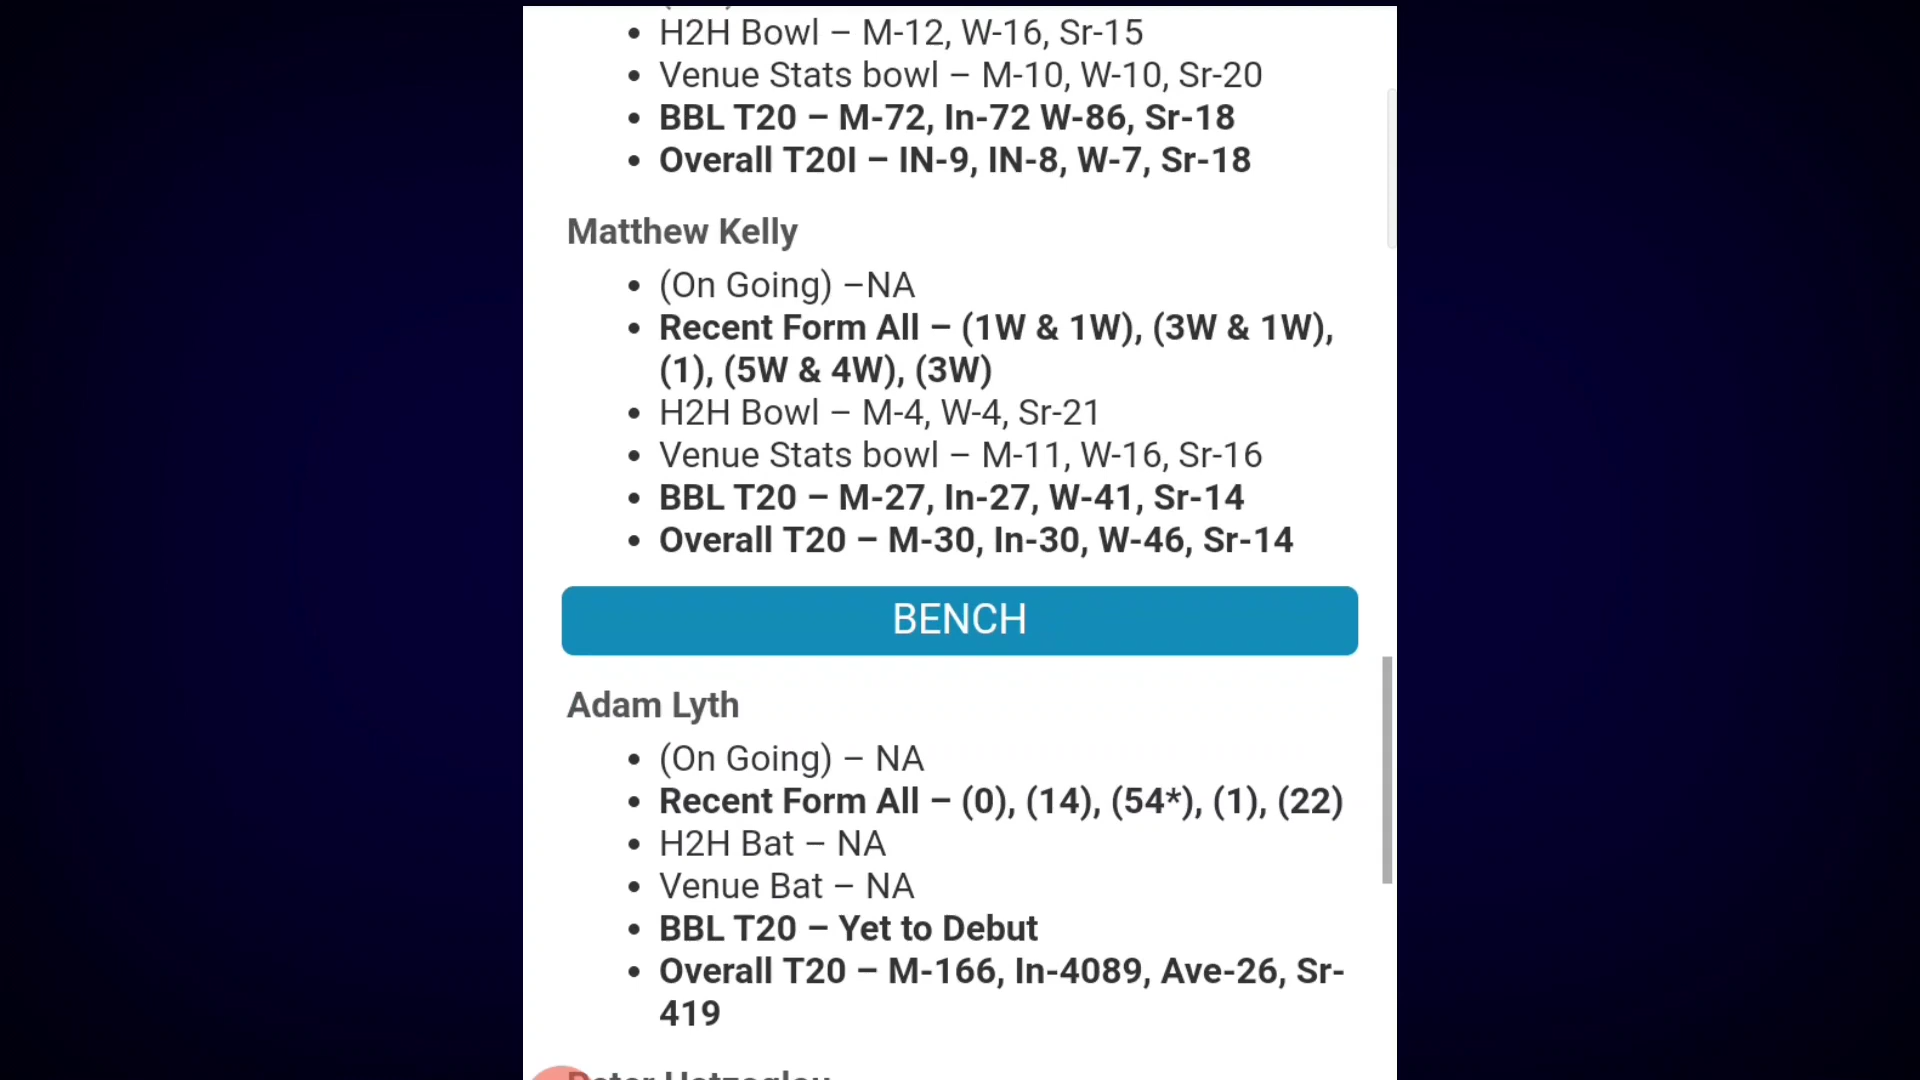 H2H Bowl – M-12, W-16, Sr-15
Venue Stats bowl – M-10, W-10, Sr-20
BBL T20 – M-72, In-72 W-86, Sr-18
Overall T20I – IN-9, IN-8, W-7, Sr-18
Matthew Kelly
(On Going) –NA
Recent Form All – (1W & 1W), (3W & 1W),
(1), (5W & 4W), (3W)
H2H Bowl – M-4, W-4, Sr-21
Venue Stats bowl – M-11, W-16, Sr-16
BBL T20 – M-27, In-27, W-41, Sr-14
Overall T20 – M-30, In-30, W-46, Sr-14
BENCH
Adam Lyth
(On Going) – NA
Recent Form All – (0), (14), (54*), (1), (22)
H2H Bat – NA
Venue Bat – NA
BBL T20 – Yet to Debut
Overall T20 – M-166, In-4089, Ave-26, Sr-
419